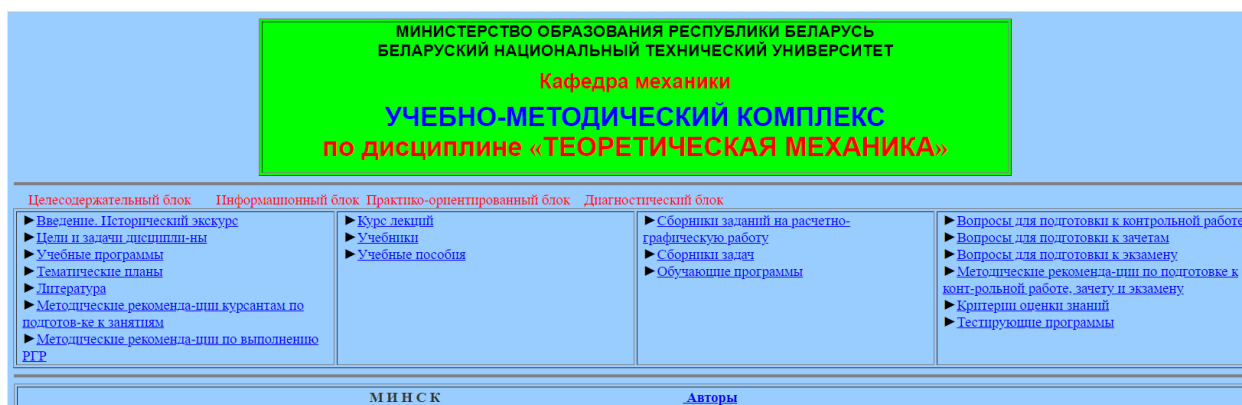 МИНИСТЕРСТВО ОБРАЗОВАНИЯ РЕСПУБЛИКИ БЕЛАРУСЬ
БЕЛАРУСКИЙ НАЦИОНАЛЬНЫЙ ТЕХНИЧЕСКИЙ УНИВЕРСИТЕТ
Кафедра механики
УЧЕБНО-МЕТОДИЧЕСКИЙ КОМПЛЕКС
по дисциплине «ТЕОРЕТИЧЕСКАЯ МЕХАНИКА»
Целесодержательный блок Информационный блок Практико-ориентированный блок Диагностический блок
►Введение. Исторический экскурс
►Цели и задачи дисципли-ны
►Учебные программы
►Тематические планы
►Литература
►Методические рекоменда-ции курсантам по
подготов-ке к занятиям
►Методические рекоменда-ции по выполнению
РГР
►Курс лекций
►Учебники
►Учебные пособия
►Сборники заданий на расчетно-
графическую работу
►Сборники задач
►Обучающие программы
►Вопросы для подготовки к контрольной работе
►Вопросы для подготовки к зачетам
►Вопросы для подготовки к экзамену
►Методические рекоменда-ции по подготовке к
конт-рольной работе, зачету и экзамену
►Критерии оценки знаний
►Тестирующие программы
М И Н С К Авторы